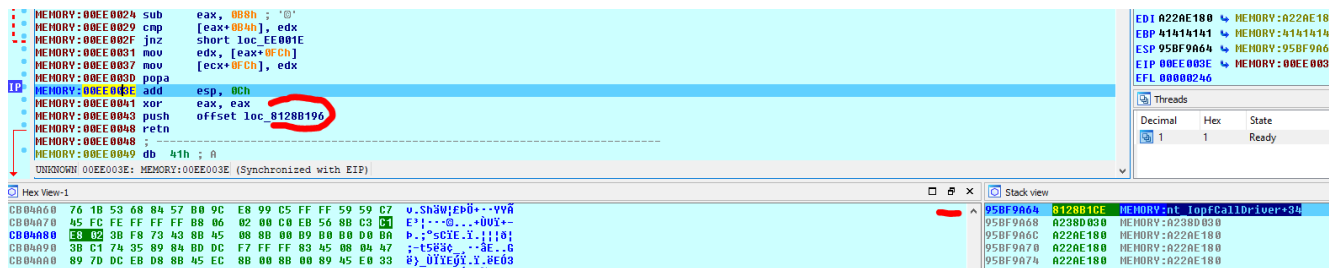 MEMORY:00EE0024 sub eax, 0B8h ; '©'
MEMORY:00EE0029 cmp [eax+0B4h], edx
MEMORY:00EE002F jnz short loc_EE001E
MEMORY:00EE0031 mov edx, [eax+0FCh]
MEMORY:00EE0037 mov [ecx+0FCh], edx
MEMORY:00EE003D popa
IP MEMORY:00EE003E add esp, 0Ch
MEMORY:00EE0041 xor eax, eax
MEMORY:00EE0043 push offset loc_8128B196
MEMORY:00EE0048 retn
MEMORY:00EE0048 ; ---------------------------------------------------------------
MEMORY:00EE0049 db 41h ; A
UNKNOWN 00EE003E: MEMORY:00EE003E (Synchronized with EIP)
EDI A22AE180 MEMORY:A22AE18
EBP 41414141 MEMORY:4141414
ESP 95BF9A64 MEMORY:95BF9A6
EIP 00EE003E MEMORY:00EE003
EFL 00000246
Threads
Decimal Hex State
1 1 Ready
Hex View-1
CB04A60 76 1B 53 68 84 57 B0 9C E8 99 C5 FF FF 59 59 C7
CB04A70 45 FC FE FF FF FF B8 06 02 00 C0 EB 56 8B C3 C1
CB04A80 E8 02 3B F8 73 43 8B 45 08 8B 00 B9 B0 B0 D0 BA
CB04A90 3B C1 74 35 89 84 BD DC F7 FF FF 83 45 08 04 47
CB04AA0 89 7D DC EB D8 8B 45 EC 8B 00 8B 00 89 45 E0 33
Stack view
95BF9A64 8128B1CE MEMORY:nt_IopfCallDriver+34
95BF9A68 A238D030 MEMORY:A238D030
95BF9A6C A22AE180 MEMORY:A22AE180
95BF9A70 A22AE180 MEMORY:A22AE180
95BF9A74 A22AE180 MEMORY:A22AE180